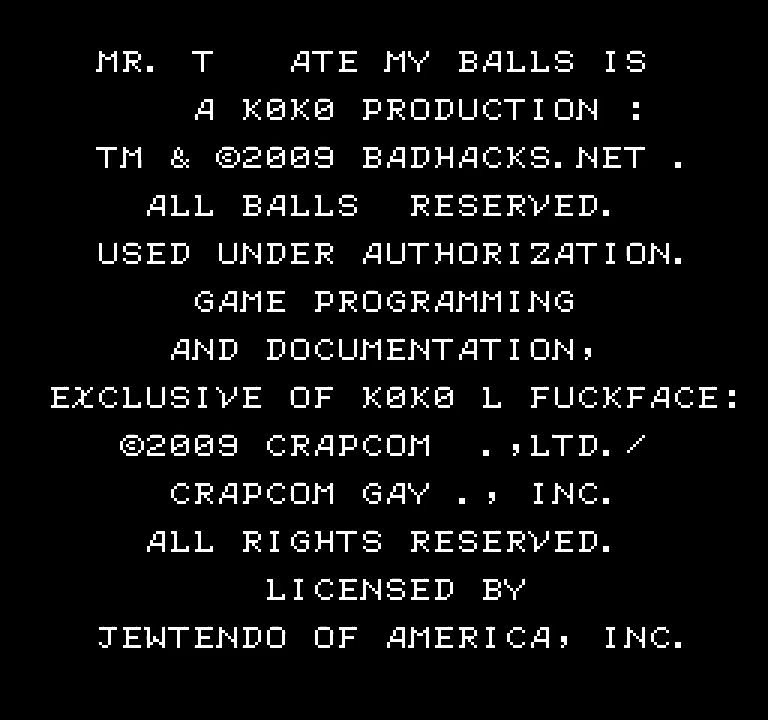 MR. T ATE MY BALLS IS
A K0K0 PRODUCTION :
TM & ©2009 BADHACKS.NET .
ALL BALLS RESERVED.
USED UNDER AUTHORIZATION.
GAME PROGRAMMING
AND DOCUMENTATION,
EXCLUSIVE OF K0K0 L FUCKFACE:
©2009 CRAPCOM .,LTD./
CRAPCOM GAY ., INC.
ALL RIGHTS RESERVED.
LICENSED BY
JEWTENDO OF AMERICA, INC.